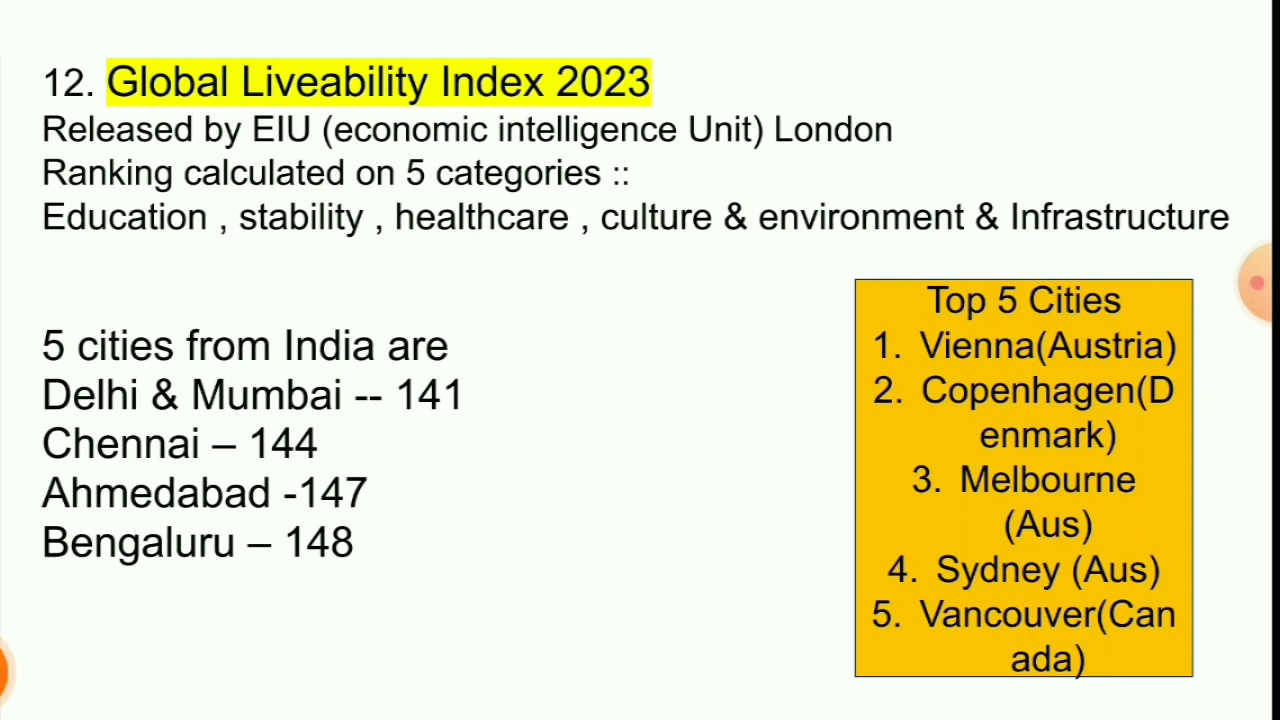 12. Global Liveability Index 2023
Released by EIU (economic intelligence Unit) London
Ranking calculated on 5 categories ::
Education , stability , healthcare , culture & environment & Infrastructure
5 cities from India are
Delhi & Mumbai -- 141
Chennai – 144
Ahmedabad -147
Bengaluru – 148
Top 5 Cities
1. Vienna(Austria)
2. Copenhagen(D
enmark)
3. Melbourne
(Aus)
4. Sydney (Aus)
5. Vancouver(Can
ada)